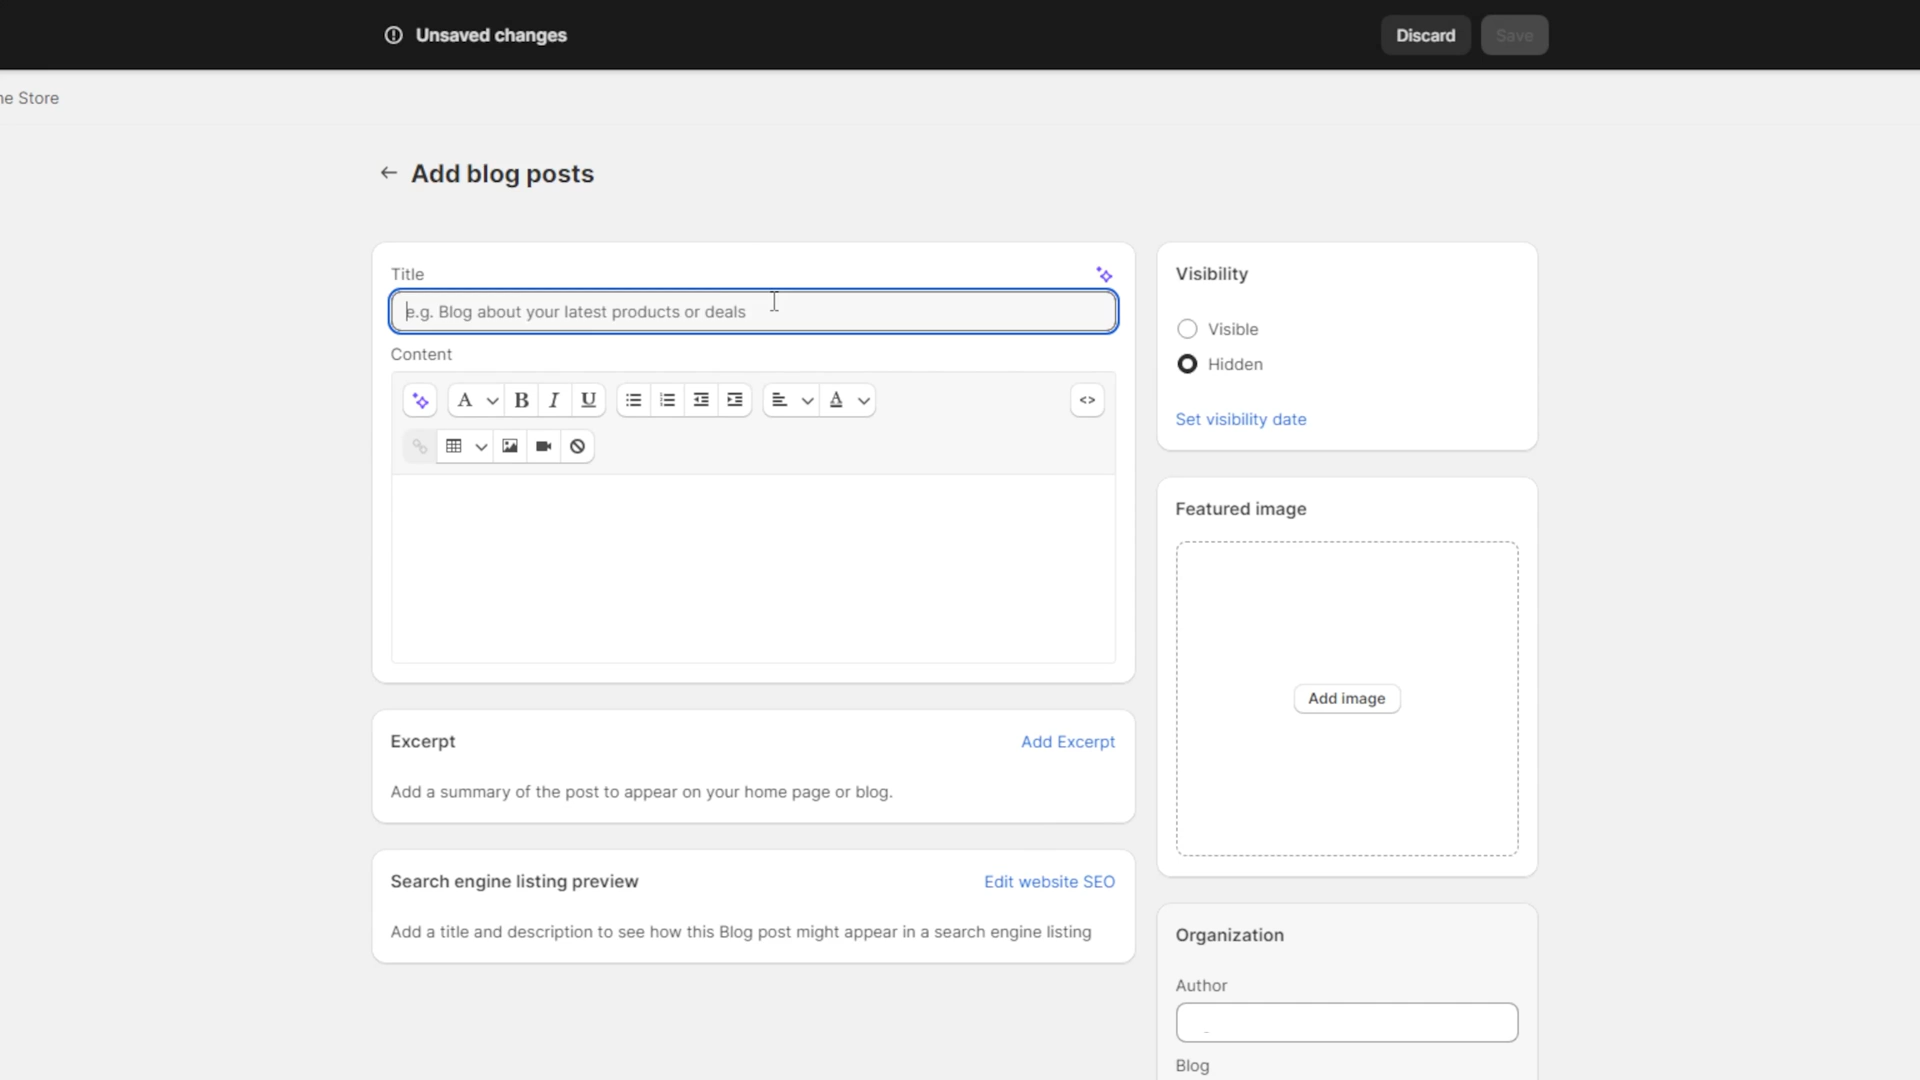 Unsaved changes
Discard
Save
ne Store
Add blog posts
Title
e.g. Blog about your latest products or deals
Content
A
B
I
U
A
<>
Visibility
Visible
Hidden
Set visibility date
Featured image
Add image
Excerpt
Add Excerpt
Add a summary of the post to appear on your home page or blog.
Search engine listing preview
Edit website SEO
Add a title and description to see how this Blog post might appear in a search engine listing
Organization
Author
Blog